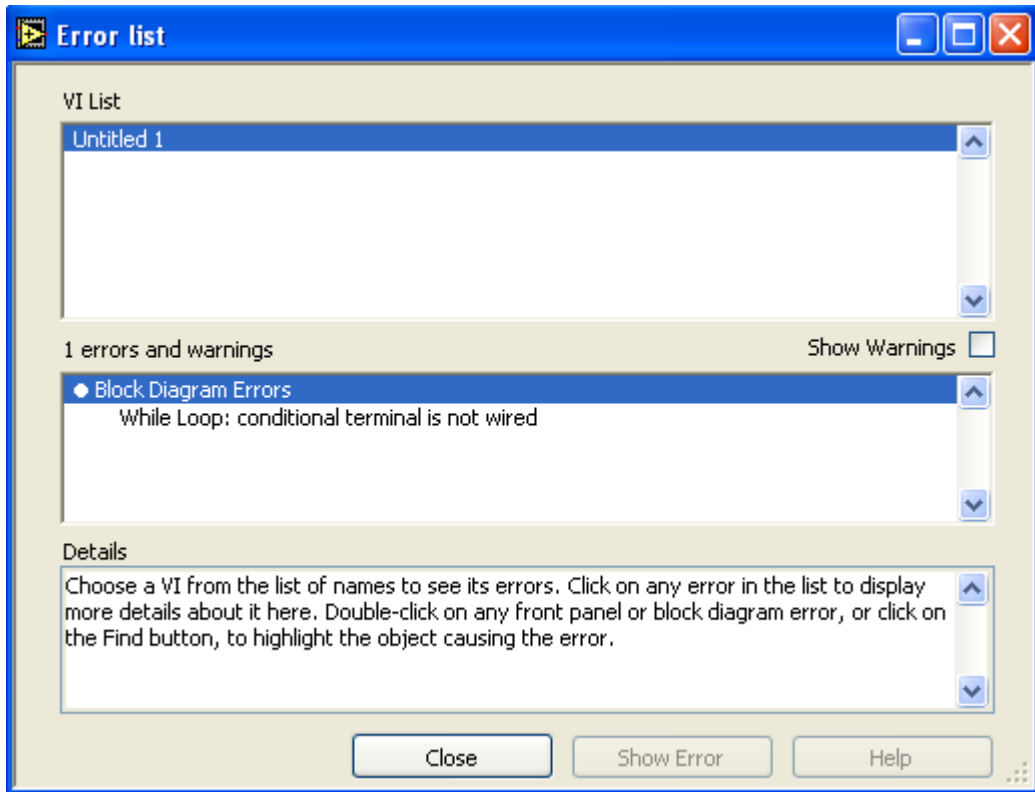 Error list
VI List
Untitled 1
1 errors and warnings
Show Warnings
Block Diagram Errors
While Loop: conditional terminal is not wired
Details
Choose a VI from the list of names to see its errors. Click on any error in the list to display
more details about it here. Double-click on any front panel or block diagram error, or click on
the Find button, to highlight the object causing the error.
Close
Show Error
Help